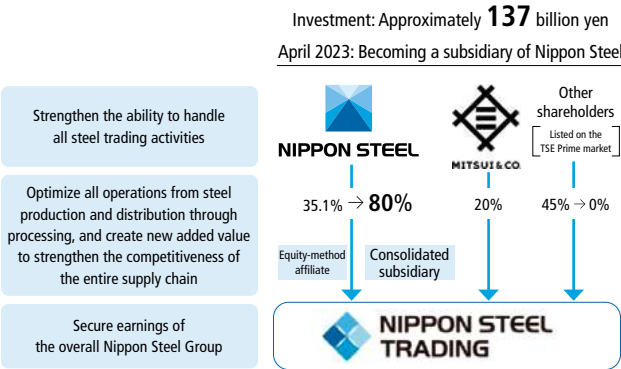 Investment: Approximately 137 billion yen
April 2023: Becoming a subsidiary of Nippon Steel
Strengthen the ability to handle
all steel trading activities
Optimize all operations from steel
production and distribution through
processing, and create new added value
to strengthen the competitiveness of
the entire supply chain
Secure earnings of
the overall Nippon Steel Group
NIPPON STEEL
MITSUI & CO.
Other
shareholders
[Listed on the
TSE Prime market]
35.1% → 80%
20%
45% → 0%
Equity-method
affiliate
Consolidated
subsidiary
NIPPON STEEL
TRADING